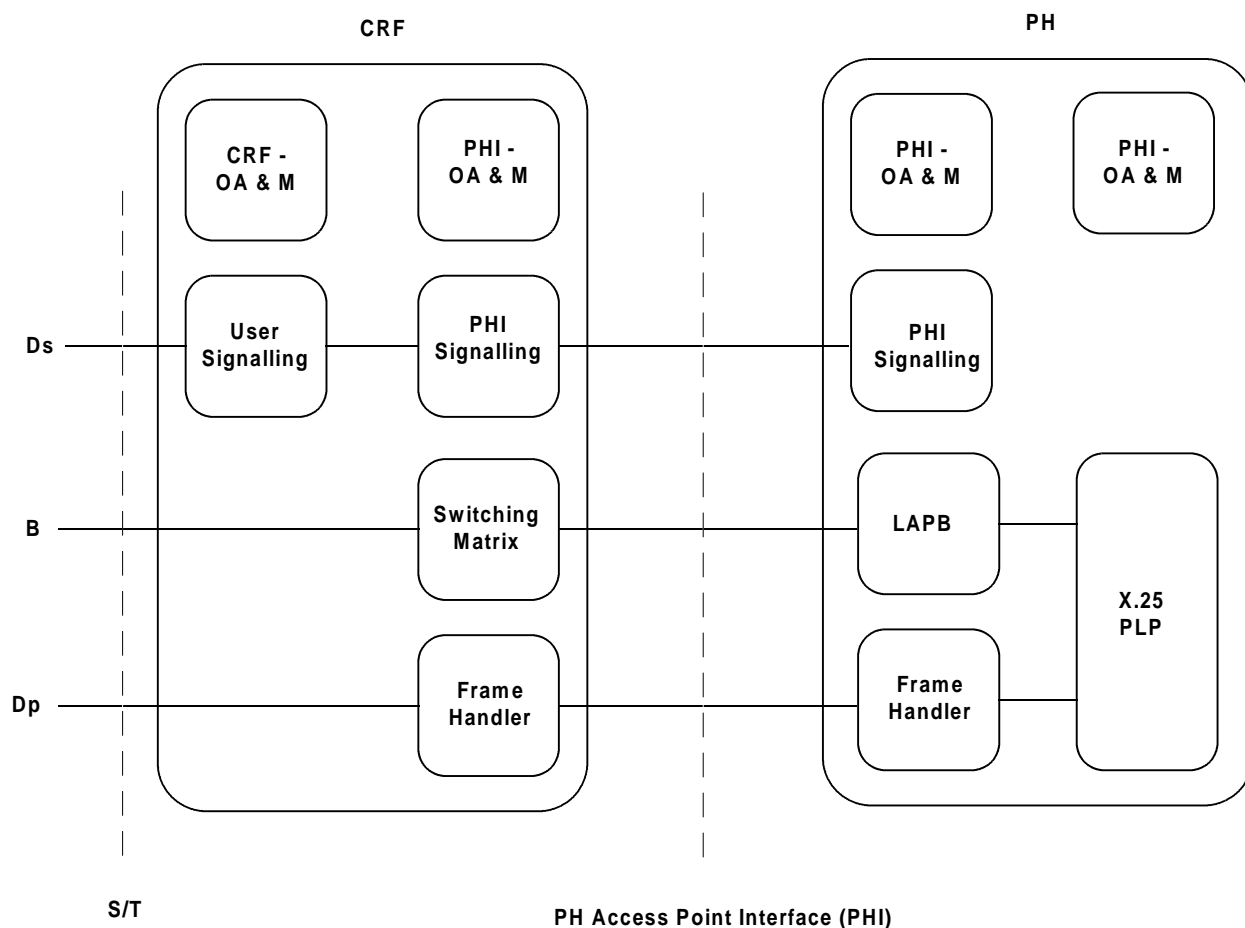 CRF
PH
CRF -
OA & M
PHI -
OA & M
PHI -
OA & M
PHI -
OA & M
Ds
User
Signalling
PHI
Signalling
PHI
Signalling
B
Switching
Matrix
LAPB
X.25
PLP
Dp
Frame
Handler
Frame
Handler
S/T
PH Access Point Interface (PHI)